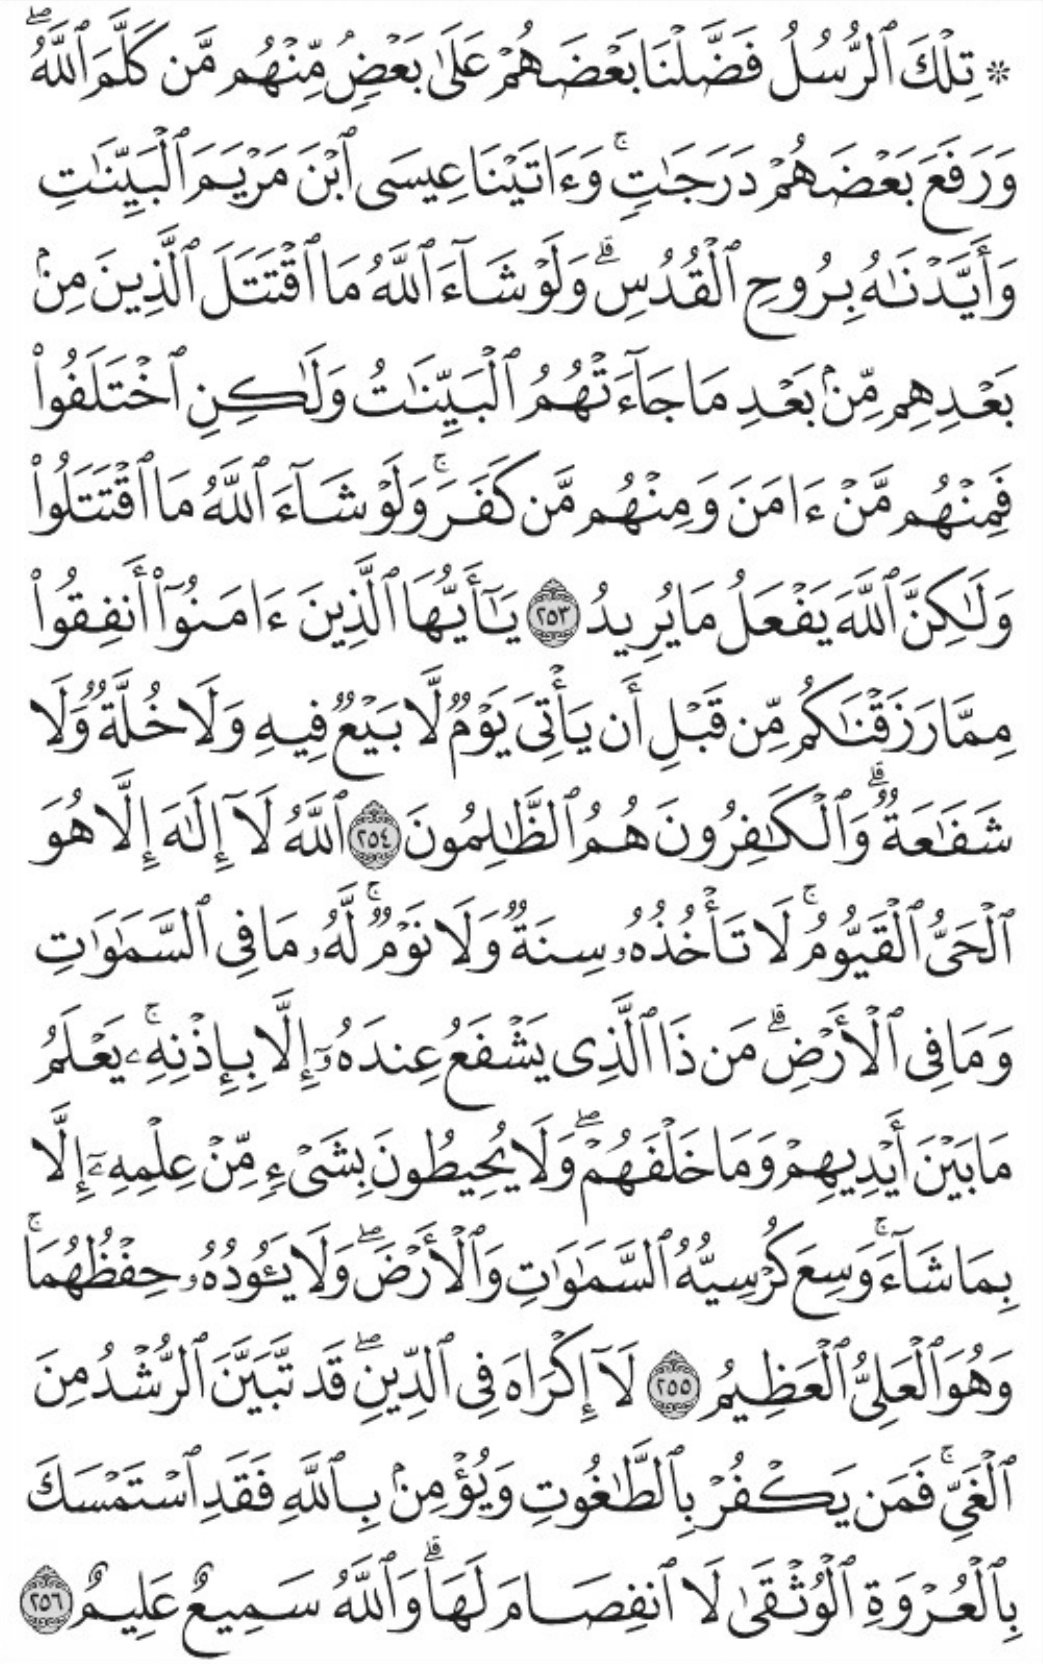 ۞ تِلْكَ ٱلرُّسُلُ فَضَّلْنَا بَعْضَهُمْ عَلَىٰ بَعْضٍۘ مِّنْهُم مَّن كَلَّمَ ٱللَّهُۖ
وَرَفَعَ بَعْضَهُمْ دَرَجَٰتٍۚ وَءَاتَيْنَا عِيسَى ٱبْنَ مَرْيَمَ ٱلْبَيِّنَٰتِ
وَأَيَّدْنَٰهُ بِرُوحِ ٱلْقُدُسِۗ وَلَوْ شَآءَ ٱللَّهُ مَا ٱقْتَتَلَ ٱلَّذِينَ مِنۢ
بَعْدِهِم مِّنۢ بَعْدِ مَا جَآءَتْهُمُ ٱلْبَيِّنَٰتُ وَلَٰكِنِ ٱخْتَلَفُوا۟
فَمِنْهُم مَّنْ ءَامَنَ وَمِنْهُم مَّن كَفَرَۚ وَلَوْ شَآءَ ٱللَّهُ مَا ٱقْتَتَلُوا۟
وَلَٰكِنَّ ٱللَّهَ يَفْعَلُ مَا يُرِيدُ ٢٥٣ يَٰٓأَيُّهَا ٱلَّذِينَ ءَامَنُوٓا۟ أَنفِقُوا۟
مِمَّا رَزَقْنَٰكُم مِّن قَبْلِ أَن يَأْتِىَ يَوْمٌ لَّا بَيْعٌ فِيهِ وَلَا خُلَّةٌ وَلَا
شَفَٰعَةٌۗ وَٱلْكَٰفِرُونَ هُمُ ٱلظَّٰلِمُونَ ٢٥٤ ٱللَّهُ لَآ إِلَٰهَ إِلَّا هُوَ
ٱلْحَىُّ ٱلْقَيُّومُۚ لَا تَأْخُذُهُۥ سِنَةٌ وَلَا نَوْمٌۚ لَّهُۥ مَا فِى ٱلسَّمَٰوَٰتِ
وَمَا فِى ٱلْأَرْضِۗ مَن ذَا ٱلَّذِى يَشْفَعُ عِندَهُۥٓ إِلَّا بِإِذْنِهِۦۚ يَعْلَمُ
مَا بَيْنَ أَيْدِيهِمْ وَمَا خَلْفَهُمْۖ وَلَا يُحِيطُونَ بِشَىْءٍ مِّنْ عِلْمِهِۦٓ إِلَّا
بِمَا شَآءَۚ وَسِعَ كُرْسِيُّهُ ٱلسَّمَٰوَٰتِ وَٱلْأَرْضَۖ وَلَا يَـُٔودُهُۥ حِفْظُهُمَاۚ
وَهُوَ ٱلْعَلِىُّ ٱلْعَظِيمُ ٢٥٥ لَآ إِكْرَاهَ فِى ٱلدِّينِۖ قَد تَّبَيَّنَ ٱلرُّشْدُ مِنَ
ٱلْغَىِّۚ فَمَن يَكْفُرْ بِٱلطَّٰغُوتِ وَيُؤْمِنۢ بِٱللَّهِ فَقَدِ ٱسْتَمْسَكَ
بِٱلْعُرْوَةِ ٱلْوُثْقَىٰ لَا ٱنفِصَامَ لَهَاۗ وَٱللَّهُ سَمِيعٌ عَلِيمٌ ٢٥٦